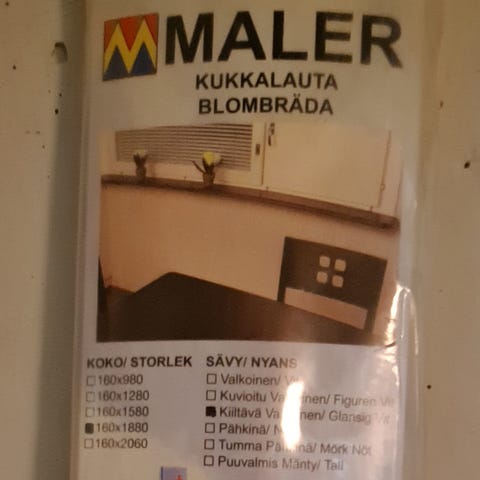 MALER
KUKKALAUTA
BLOMBRÄDA
KOKO/ STORLEK
160x980
160x1280
160x1580
160x1880
160x2060
SÄVY/ NYANS
Valkoinen/
Kuvioitu / Figuren
Kiiltävä / Glansig Vit
Pähkinä/
Tumma / Mörk Nöt
Puuvalmis Mänty/ Tall